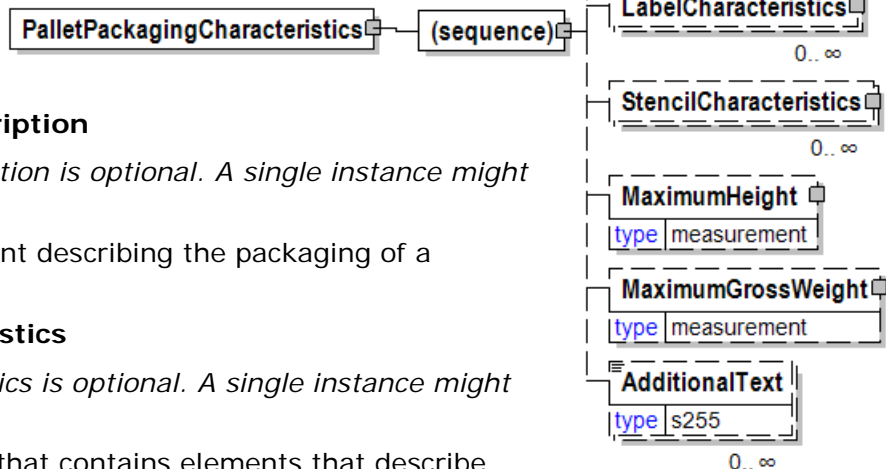 PalletPackagingCharacteristics
(sequence)
LabelCharacteristics
0.. ∞
StencilCharacteristics
0.. ∞
MaximumHeight
type measurement
MaximumGrossWeight
type measurement
AdditionalText
type s255
0.. ∞
ription
tion is optional. A single instance might
nt describing the packaging of a
stics
ics is optional. A single instance might
that contains elements that describe